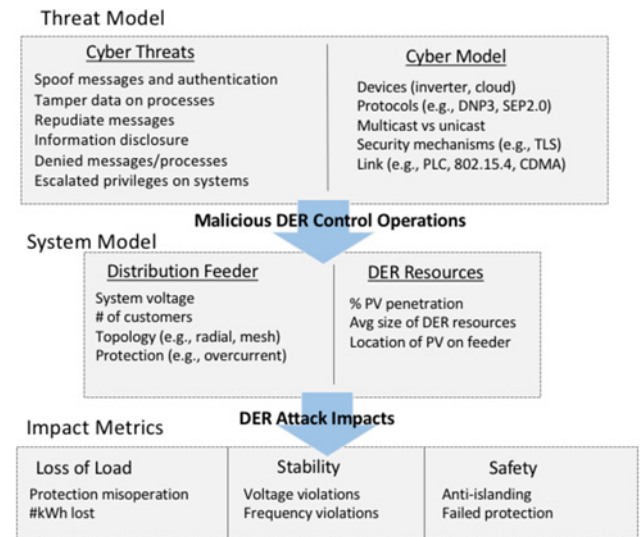 Threat Model
Cyber Threats
Spoof messages and authentication
Tamper data on processes
Repudiate messages
Information disclosure
Denied messages/processes
Escalated privileges on systems
Cyber Model
Devices (inverter, cloud)
Protocols (e.g., DNP3, SEP2.0)
Multicast vs unicast
Security mechanisms (e.g., TLS)
Link (e.g., PLC, 802.15.4, CDMA)
Malicious DER Control Operations
System Model
Distribution Feeder
System voltage
# of customers
Topology (e.g., radial, mesh)
Protection (e.g., overcurrent)
DER Resources
% PV penetration
Avg size of DER resources
Location of PV on feeder
DER Attack Impacts
Impact Metrics
Loss of Load
Protection misoperation
#kWh lost
Stability
Voltage violations
Frequency violations
Safety
Anti-islanding
Failed protection